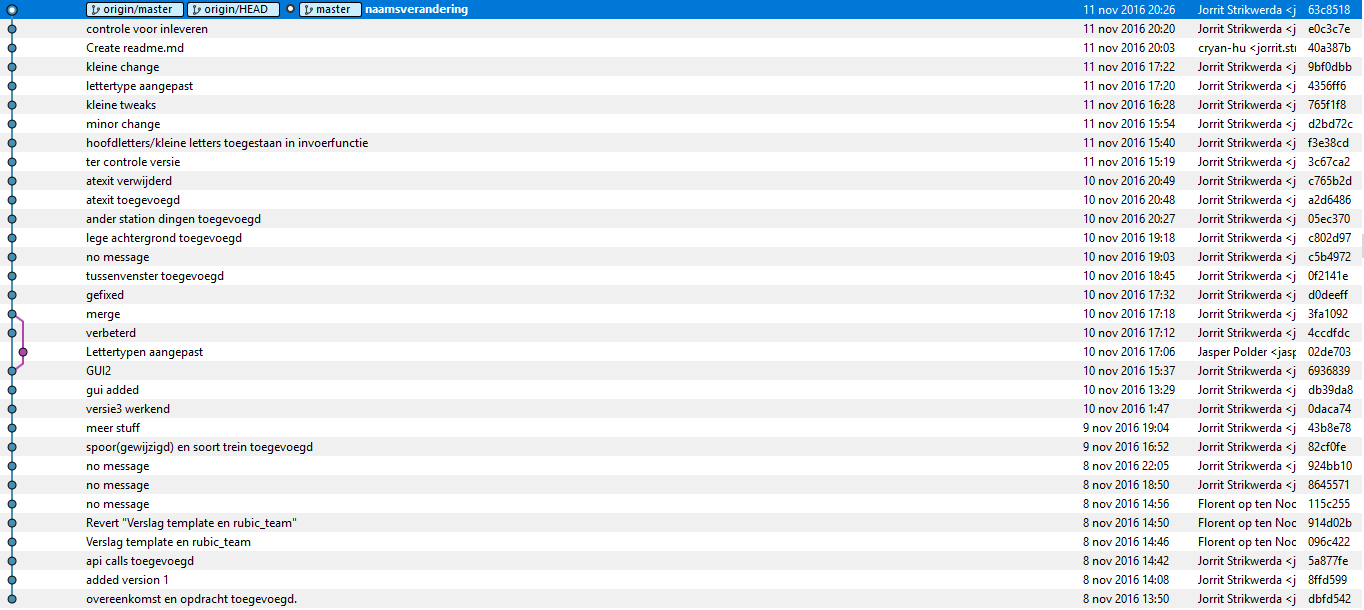 origin/master origin/HEAD master naamsverandering 11 nov 2016 20:26 Jorrit Strikwerda <j 63c8518
controle voor inleveren 11 nov 2016 20:20 Jorrit Strikwerda <j e0c3c7e
Create readme.md 11 nov 2016 20:03 cryan-hu <jorrit.str 40a387b
kleine change 11 nov 2016 17:22 Jorrit Strikwerda <j 9bf0dbb
lettertype aangepast 11 nov 2016 17:20 Jorrit Strikwerda <j 4356ff6
kleine tweaks 11 nov 2016 16:28 Jorrit Strikwerda <j 765f1f8
minor change 11 nov 2016 15:54 Jorrit Strikwerda <j d2bd72c
hoofdletters/kleine letters toegestaan in invoerfunctie 11 nov 2016 15:40 Jorrit Strikwerda <j f3e38cd
ter controle versie 11 nov 2016 15:19 Jorrit Strikwerda <j 3c67ca2
atexit verwijderd 10 nov 2016 20:49 Jorrit Strikwerda <j c765b2d
atexit toegevoegd 10 nov 2016 20:48 Jorrit Strikwerda <j a2d6486
ander station dingen toegevoegd 10 nov 2016 20:27 Jorrit Strikwerda <j 05ec370
lege achtergrond toegevoegd 10 nov 2016 19:18 Jorrit Strikwerda <j c802d97
no message 10 nov 2016 19:03 Jorrit Strikwerda <j c5b4972
tussenvenster toegevoegd 10 nov 2016 18:45 Jorrit Strikwerda <j 0f2141e
gefixed 10 nov 2016 17:32 Jorrit Strikwerda <j d0deeff
merge 10 nov 2016 17:18 Jorrit Strikwerda <j 3fa1092
verbeterd 10 nov 2016 17:12 Jorrit Strikwerda <j 4ccdfdc
Lettertypen aangepast 10 nov 2016 17:06 Jasper Polder <jasp 02de703
GUI2 10 nov 2016 15:37 Jorrit Strikwerda <j 6936839
gui added 10 nov 2016 13:29 Jorrit Strikwerda <j db39da8
versie3 werkend 10 nov 2016 1:47 Jorrit Strikwerda <j 0daca74
meer stuff 9 nov 2016 19:04 Jorrit Strikwerda <j 43b8e78
spoor(gewijzigd) en soort trein toegevoegd 9 nov 2016 16:52 Jorrit Strikwerda <j 82cf0fe
no message 8 nov 2016 22:05 Jorrit Strikwerda <j 924bb10
no message 8 nov 2016 18:50 Jorrit Strikwerda <j 8645571
no message 8 nov 2016 14:56 Florent op ten Noc 115c255
Revert "Verslag template en rubic_team" 8 nov 2016 14:50 Florent op ten Noc 914d02b
Verslag template en rubic_team 8 nov 2016 14:46 Florent op ten Noc 096c422
api calls toegevoegd 8 nov 2016 14:42 Jorrit Strikwerda <j 5a877fe
added version 1 8 nov 2016 14:08 Jorrit Strikwerda <j 8ffd599
overeenkomst en opdracht toegevoegd. 8 nov 2016 13:50 Jorrit Strikwerda <j dbfd542